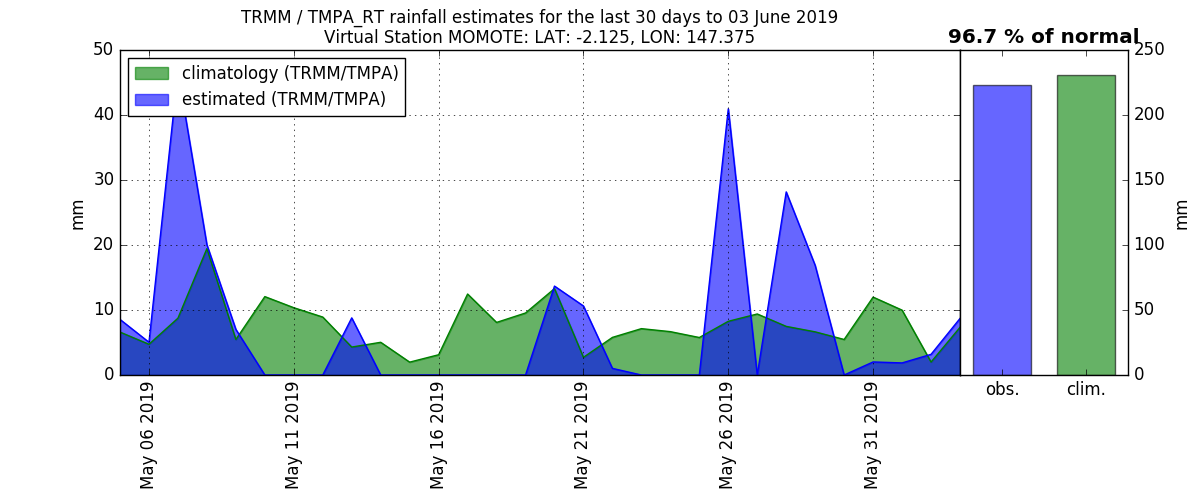 TRMM / TMPA_RT rainfall estimates for the last 30 days to 03 June 2019
Virtual Station MOMOTE: LAT: -2.125, LON: 147.375
96.7 % of normal
climatology (TRMM/TMPA)
estimated (TRMM/TMPA)
50
40
30
20
10
0
mm
May 06 2019
May 11 2019
May 16 2019
May 21 2019
May 26 2019
May 31 2019
obs.
clim.
250
200
150
100
50
0
mm